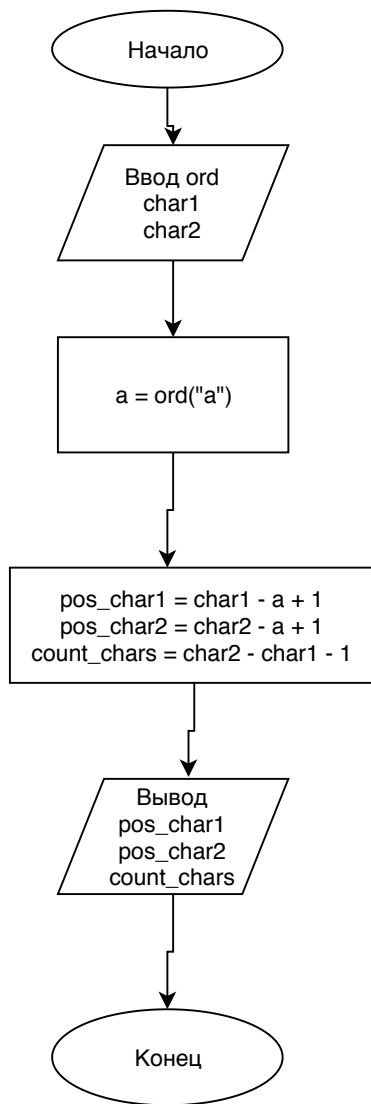 Начало
Ввод ord
char1
char2
a = ord("a")
pos_char1 = char1 - a + 1
pos_char2 = char2 - a + 1
count_chars = char2 - char1 - 1
Вывод
pos_char1
pos_char2
count_chars
Конец